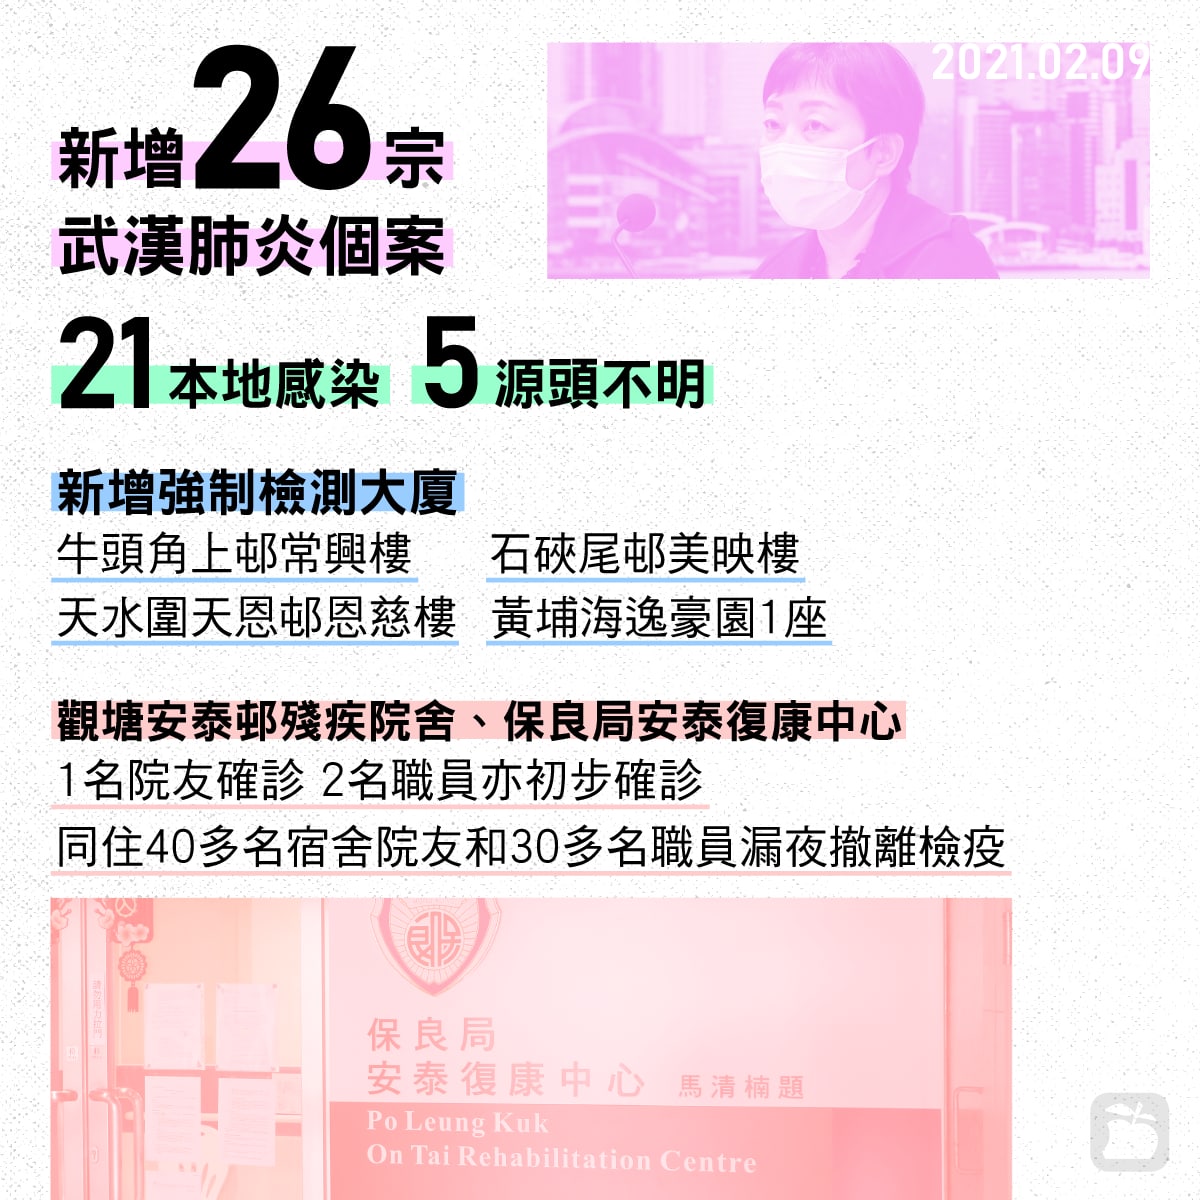 2021.02.09
新增26宗
武漢肺炎個案
21本地感染 5源頭不明
新增強制檢測大廈
牛頭角上邨常興樓 石硤尾邨美映樓
天水圍天恩邨恩慈樓 黃埔海逸豪園1座
觀塘安泰邨殘疾院舍、保良局安泰復康中心
1名院友確診 2名職員亦初步確診
同住40多名宿舍院友和30多名職員漏夜撤離檢疫
保良局
安泰復康中心 馬清楠題
Po Leung Kuk
On Tai Rehabilitation Centre